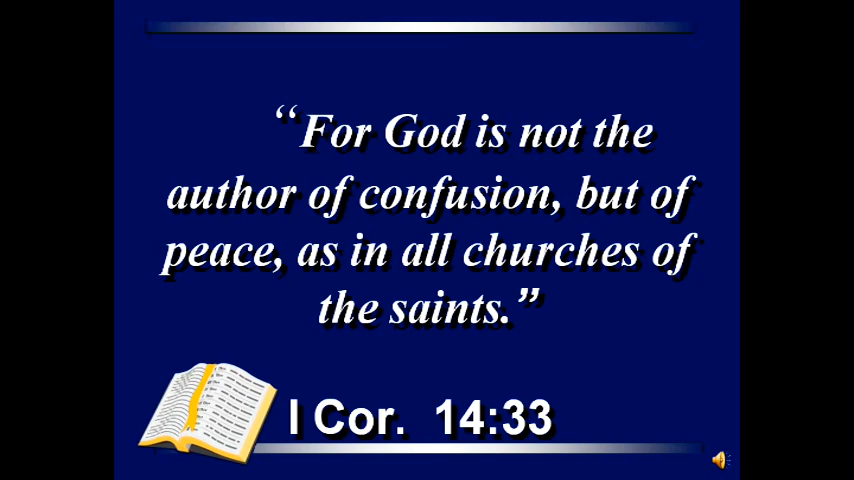 “For God is not the
author of confusion, but of
peace, as in all churches of
the saints.”
I Cor. 14:33